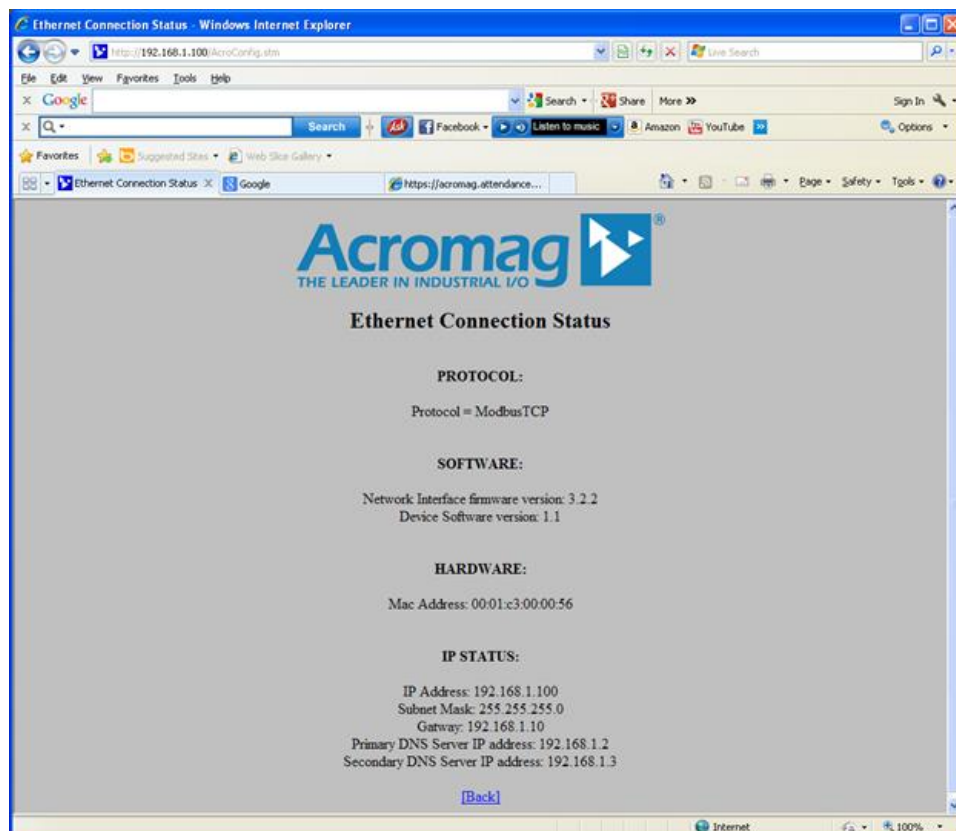 Ethernet Connection Status - Windows Internet Explorer
http://192.168.1.100/AcroConfig.stm
Live Search
File Edit View Favorites Tools Help
x Google Search Share More » Sign In
x Search Ask Facebook Listen to music Amazon YouTube Options
Favorites Suggested Sites Web Slice Gallery
Ethernet Connection Status X Google https://acromag.attendance... Page Safety Tools
Acromag ®
THE LEADER IN INDUSTRIAL I/O
Ethernet Connection Status
PROTOCOL:
Protocol = ModbusTCP
SOFTWARE:
Network Interface firmware version: 3.2.2
Device Software version: 1.1
HARDWARE:
Mac Address: 00:01:c3:00:00:56
IP STATUS:
IP Address: 192.168.1.100
Subnet Mask: 255.255.255.0
Gatway: 192.168.1.10
Primary DNS Server IP address: 192.168.1.2
Secondary DNS Server IP address: 192.168.1.3
[Back]
Internet 100%